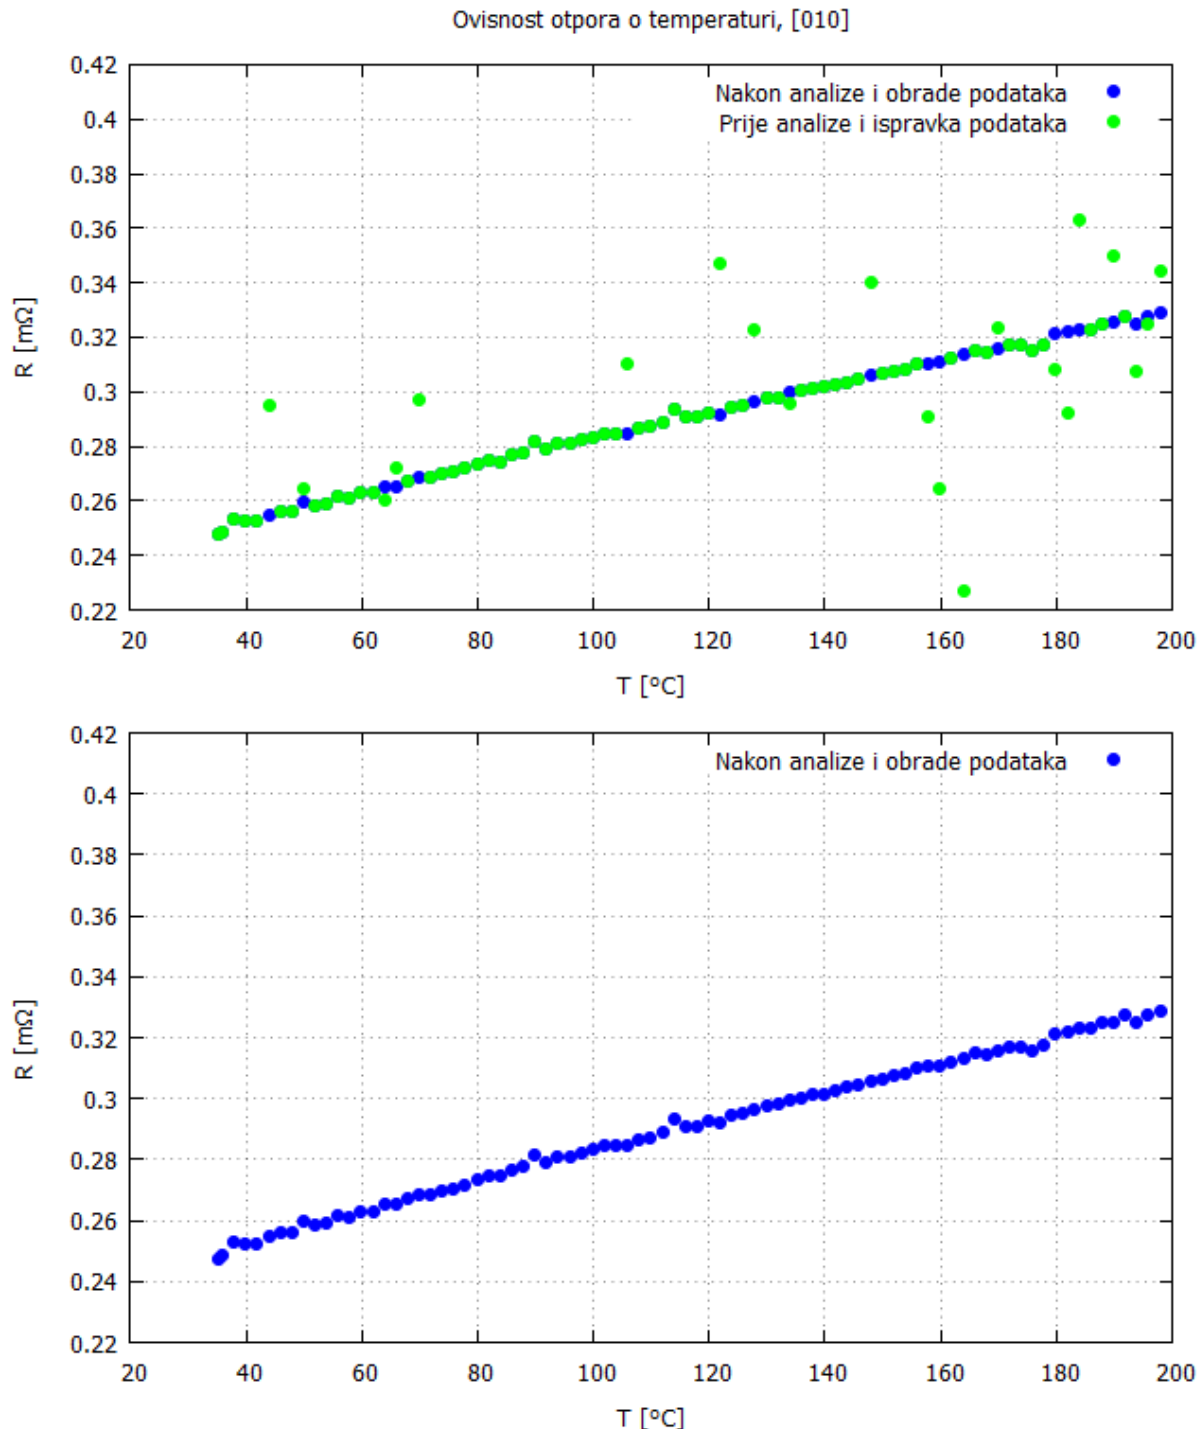 Ovisnost otpora o temperaturi, [010]
0.42
0.4
0.38
0.36
0.34
0.32
0.3
0.28
0.26
0.24
0.22
R [mΩ]
Nakon analize i obrade podataka
Prije analize i ispravka podataka
20 40 60 80 100 120 140 160 180 200
T [°C]
0.42
0.4
0.38
0.36
0.34
0.32
0.3
0.28
0.26
0.24
0.22
R [mΩ]
Nakon analize i obrade podataka
20 40 60 80 100 120 140 160 180 200
T [°C]